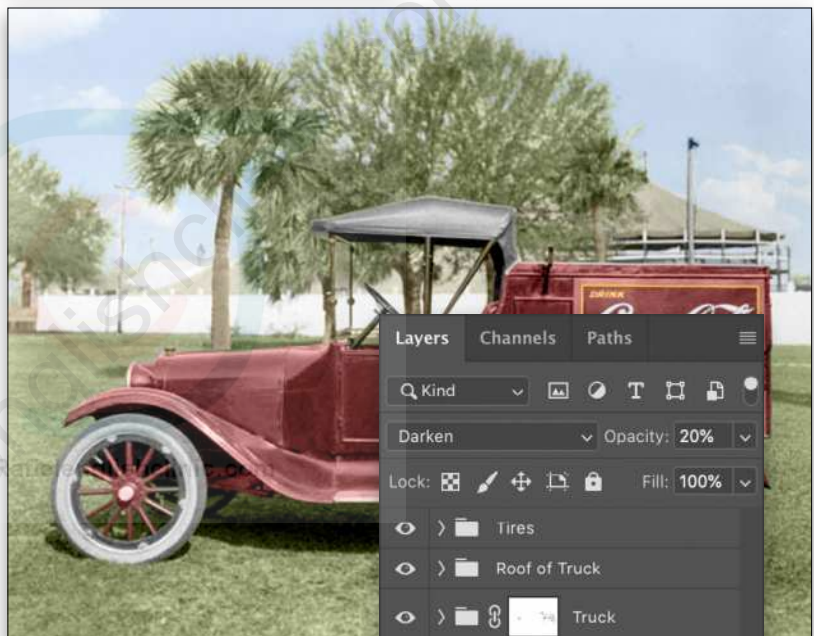 DRINK
Layers Channels Paths
Kind
Darken Opacity: 20%
Lock: Fill: 100%
Tires
Roof of Truck
Truck